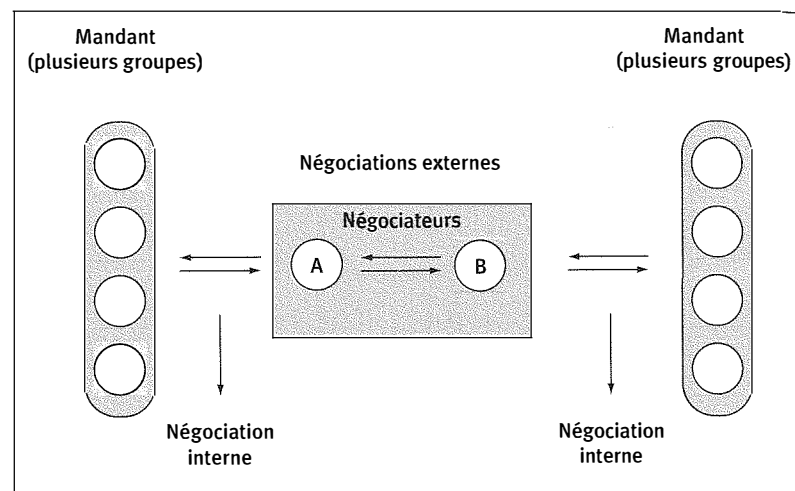 Mandant
(plusieurs groupes)
Mandant
(plusieurs groupes)
Négociations externes
Négociateurs
A
B
Négociation
interne
Négociation
interne